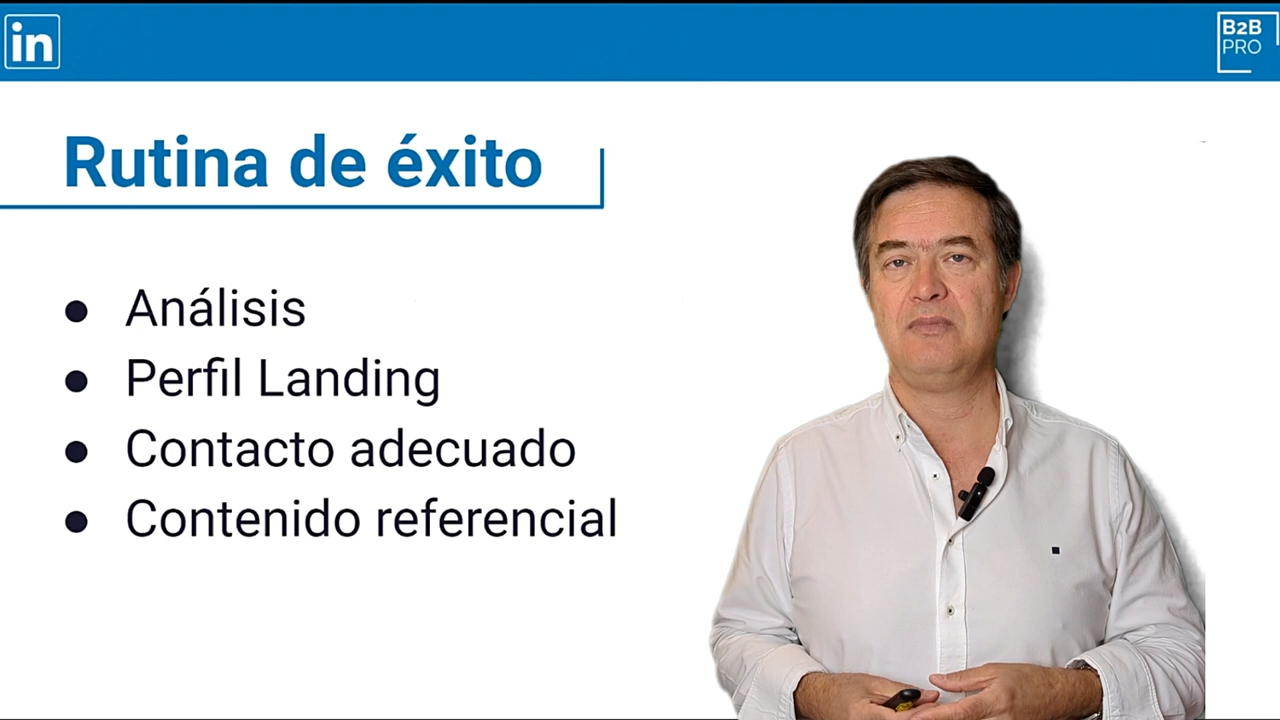 in
B2B
PRO
Rutina de éxito
● Análisis
● Perfil Landing
● Contacto adecuado
● Contenido referencial